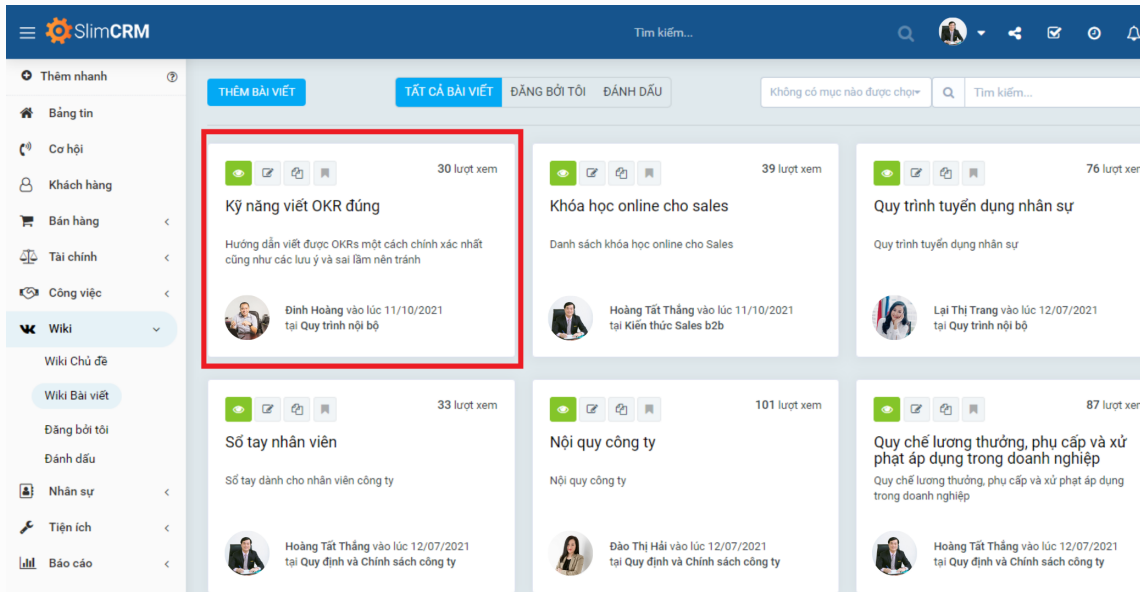 SlimCRM
Tìm kiếm...
Thêm nhanh
Bảng tin
Cơ hội
Khách hàng
Bán hàng
Tài chính
Công việc
Wiki
Wiki Chủ đề
Wiki Bài viết
Đăng bởi tôi
Đánh dấu
Nhân sự
Tiện ích
Báo cáo
THÊM BÀI VIẾT
TẤT CẢ BÀI VIẾT
ĐĂNG BỞI TÔI
ĐÁNH DẤU
Không có mục nào được chọn
Tìm kiếm...
30 lượt xem
Kỹ năng viết OKR đúng
Hướng dẫn viết được OKRs một cách chính xác nhất
cũng như các lưu ý và sai lầm nên tránh
Đinh Hoàng vào lúc 11/10/2021
tại Quy trình nội bộ
39 lượt xem
Khóa học online cho sales
Danh sách khóa học online cho Sales
Hoàng Tất Thắng vào lúc 11/10/2021
tại Kiến thức Sales b2b
76 lượt xem
Quy trình tuyển dụng nhân sự
Quy trình tuyển dụng nhân sự
Lại Thị Trang vào lúc 12/07/2021
tại Quy trình nội bộ
33 lượt xem
Sổ tay nhân viên
Sổ tay dành cho nhân viên công ty
Hoàng Tất Thắng vào lúc 12/07/2021
tại Quy định và Chính sách công ty
101 lượt xem
Nội quy công ty
Nội quy công ty
Đào Thị Hải vào lúc 12/07/2021
tại Quy định và Chính sách công ty
87 lượt xem
Quy chế lương thưởng, phụ cấp và xử
phạt áp dụng trong doanh nghiệp
Quy chế lương thưởng, phụ cấp và xử phạt áp dụng
trong doanh nghiệp
Hoàng Tất Thắng vào lúc 12/07/2021
tại Quy định và Chính sách công ty